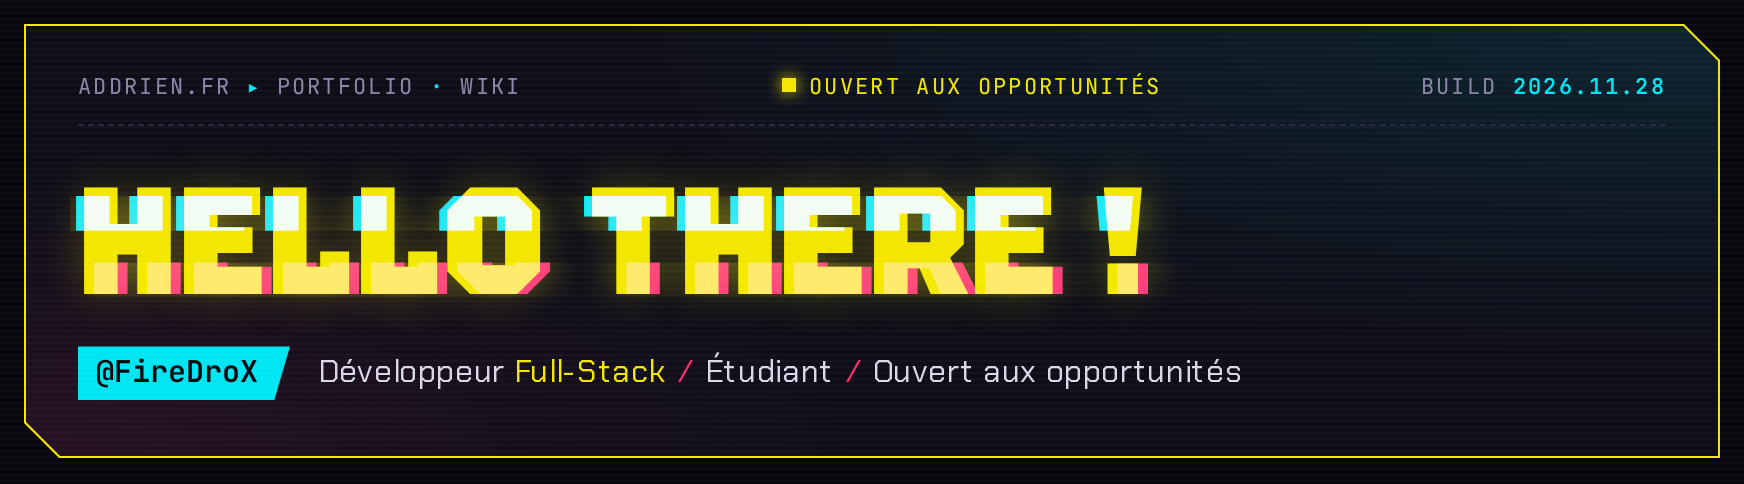 ADDRIEN.FR ▸ PORTFOLIO · WIKI
OUVERT AUX OPPORTUNITÉS
BUILD 2026.11.28
HELLO THERE !
@FireDroX
Développeur Full-Stack / Étudiant / Ouvert aux opportunités